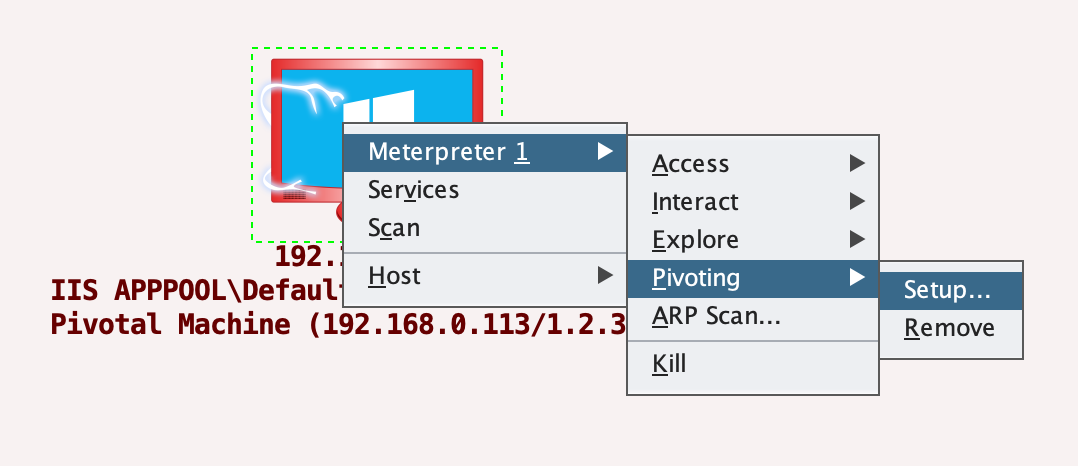 Meterpreter 1
Services
Scan
Host
Access
Interact
Explore
Pivoting
ARP Scan...
Kill
Setup...
Remove
192.
IIS APPPOOL\Defaul
Pivotal Machine (192.168.0.113/1.2.3